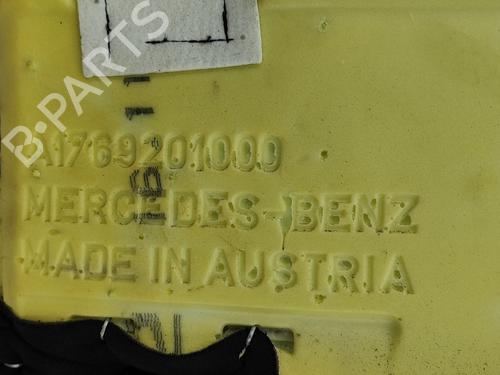 B-PARTS
A1769201000
MERCEDES-BENZ
MADE IN AUSTRIA